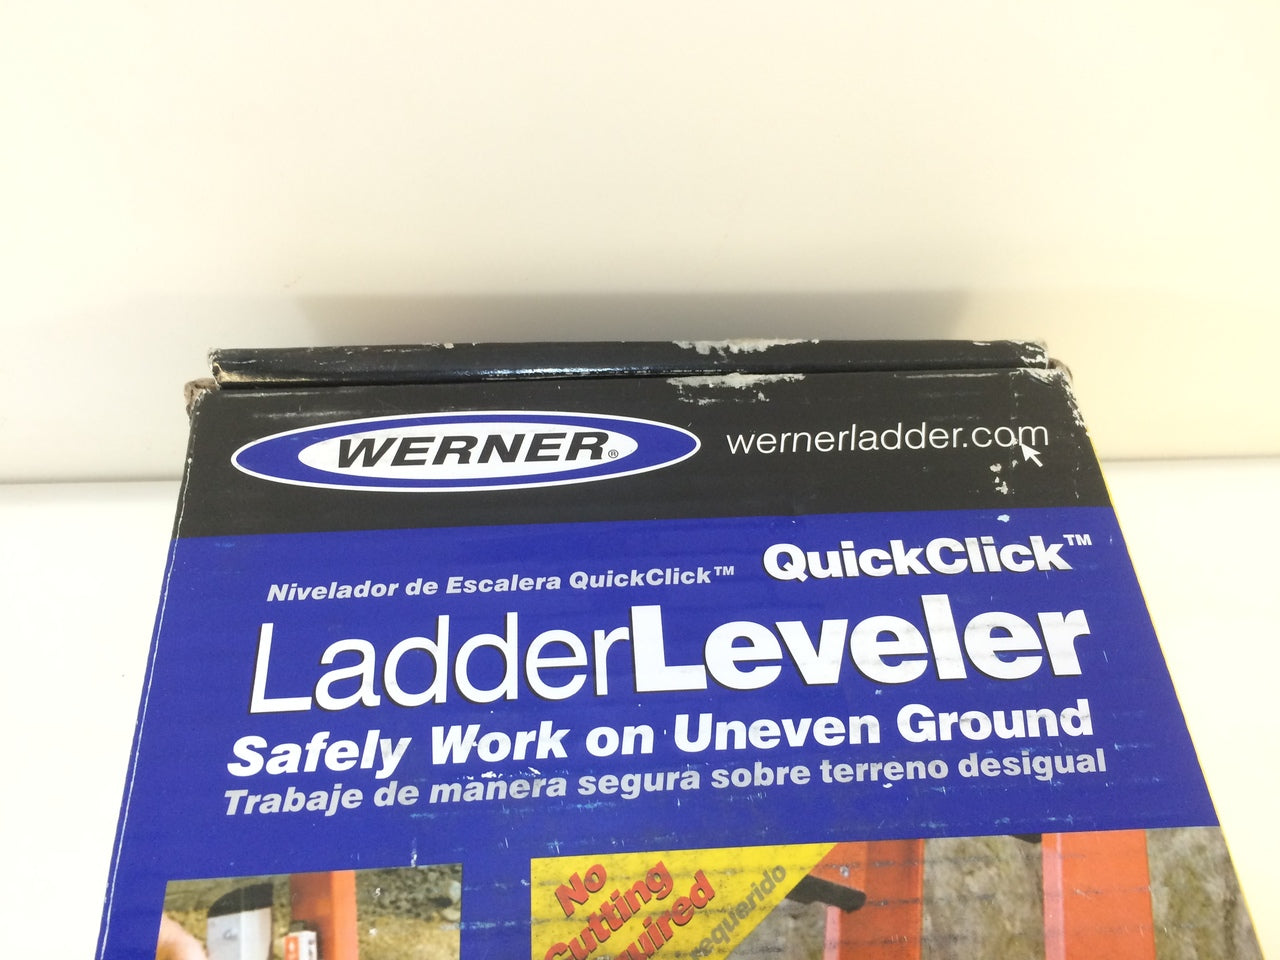 WERNER®
wernerladder.com
QuickClick™
Nivelador de Escalera QuickClick™
LadderLeveler
Safely Work on Uneven Ground
Trabaje de manera segura sobre terreno desigual
No
Cutting